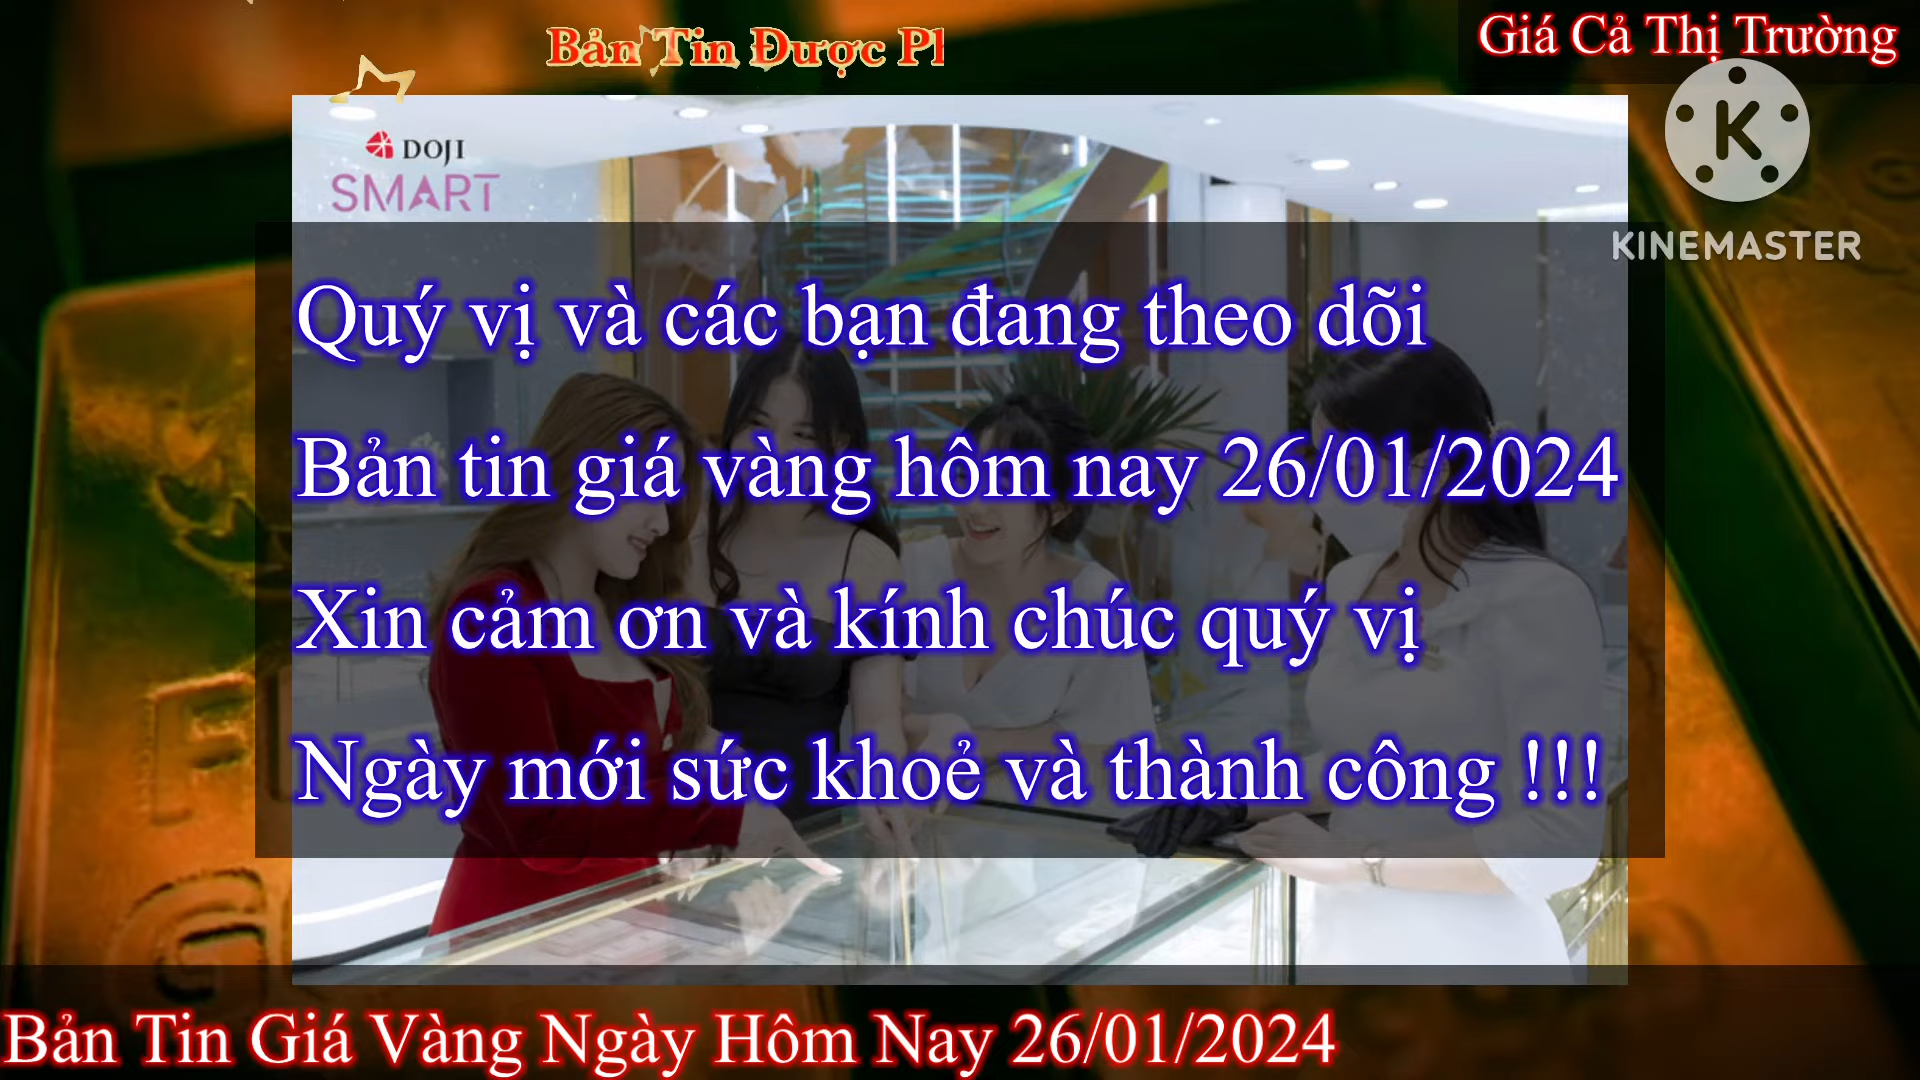 Bản Tin Được
Giá Cả Thị Trường
DOJI
SMART
KINEMASTER
Quý vị và các bạn đang theo dõi
Bản tin giá vàng hôm nay 26/01/2024
Xin cảm ơn và kính chúc quý vị
Ngày mới sức khoẻ và thành công !!!
Bản Tin Giá Vàng Ngày Hôm Nay 26/01/2024